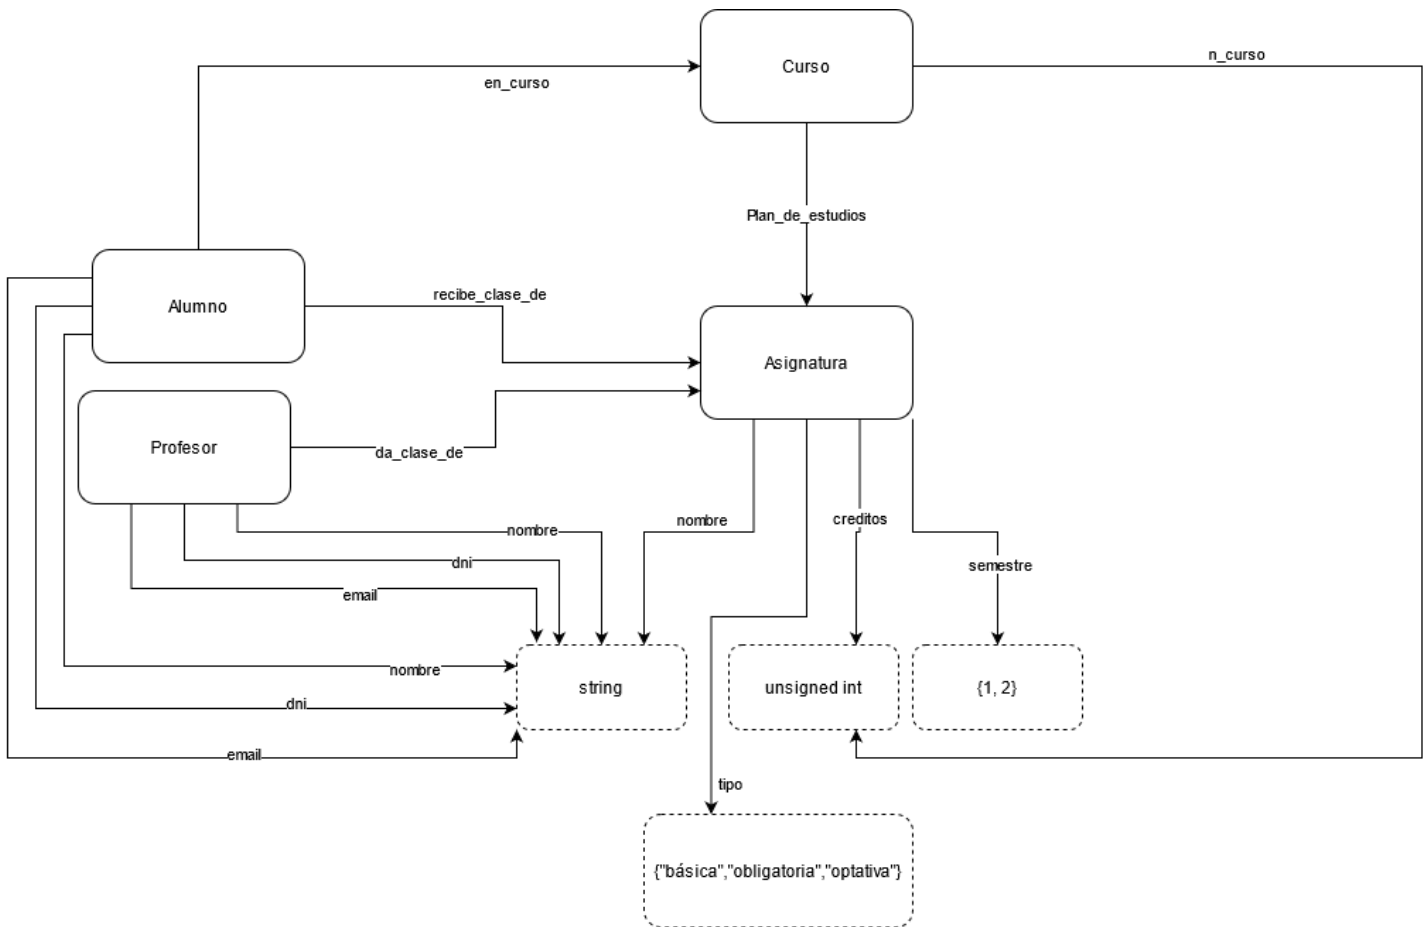 n_curso
Curso
en_curso
Plan_de_estudios
recibe_clase_de
Alumno
Asignatura
Profesor
da_clase_de
nombre
creditos
nombre
dni
semestre
email
nombre
string
unsigned int
{1, 2}
dni
email
tipo
{"básica","obligatoria","optativa"}